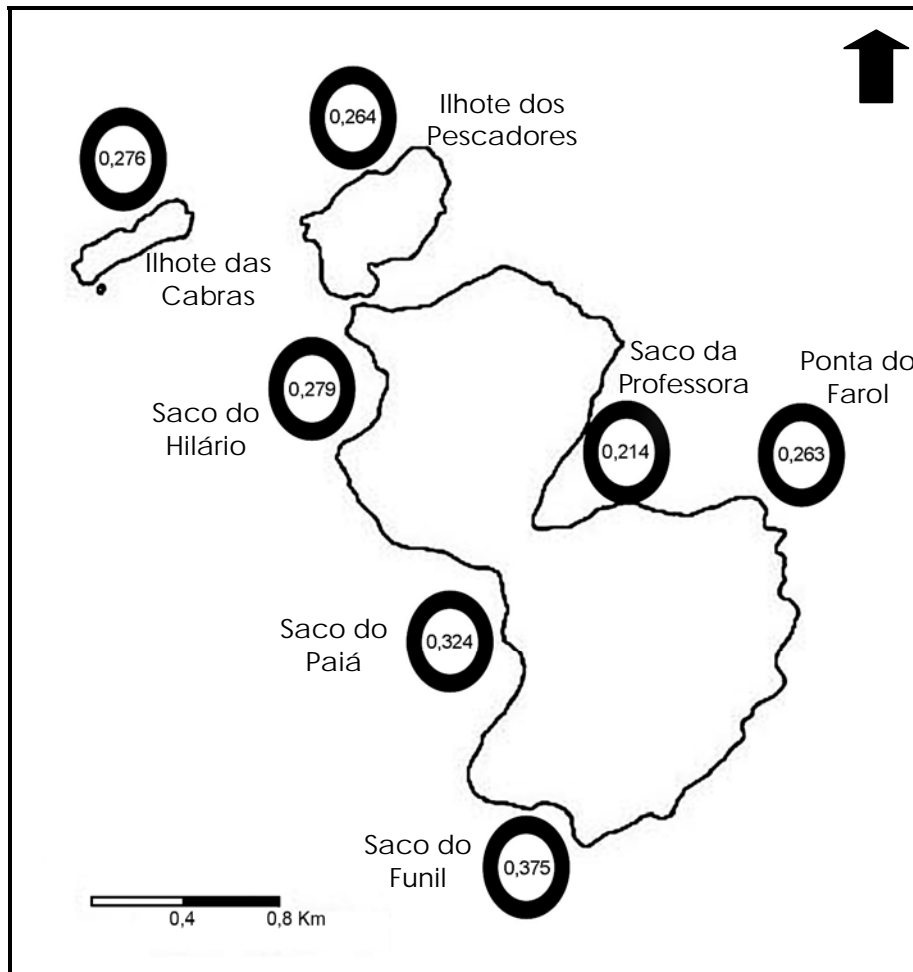 0,264
Ilhote dos
Pescadores
0,276
Ilhote das
Cabras
0,279
Saco do
Hilário
Saco da
Professora
0,214
Ponta do
Farol
0,263
Saco do
Paiá
0,324
Saco do
Funil
0,375
0,4
0,8 Km